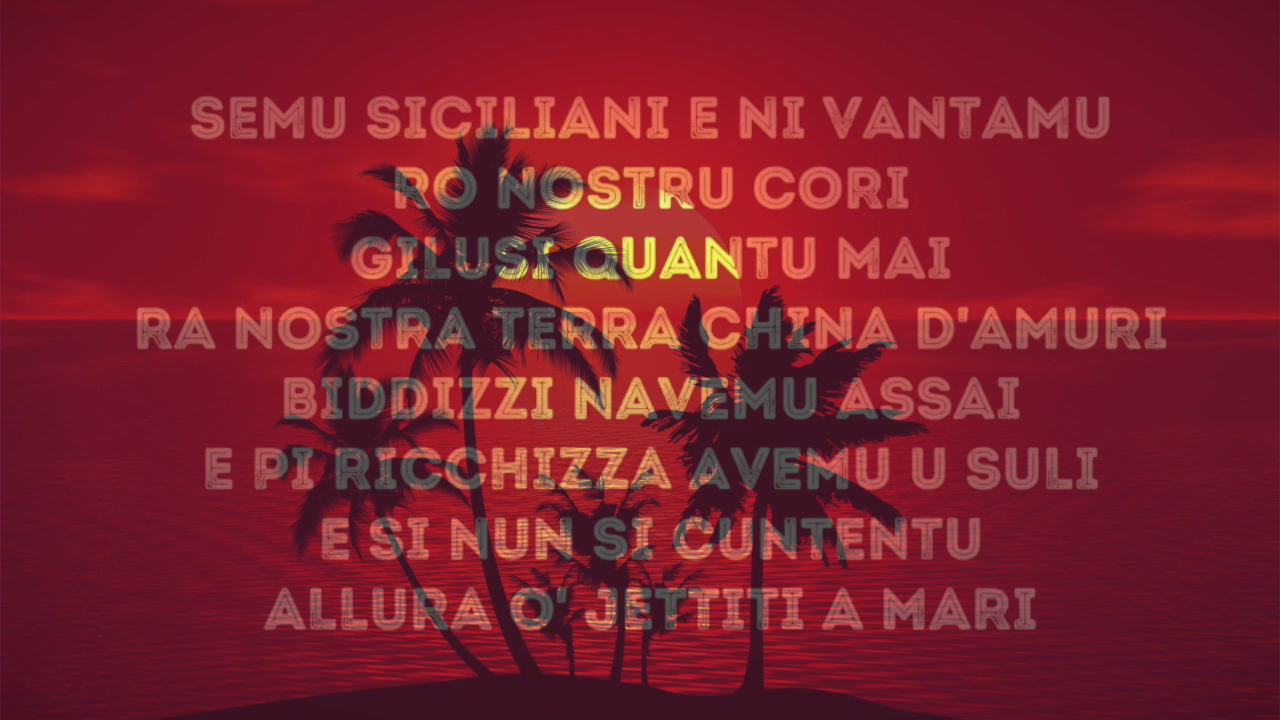 SEMU SICILIANI E NI VANTAMU
RO NOSTRU CORI
GILUSI QUANTU MAI
RA NOSTRA TERRA CHINA D'AMURI
BIDDIZZI NAVEMU ASSAI
E PI RICCHIZZA AVEMU U SULI
E SI NUN SI CUNTENTU
ALLURA O' JETTITI A MARI